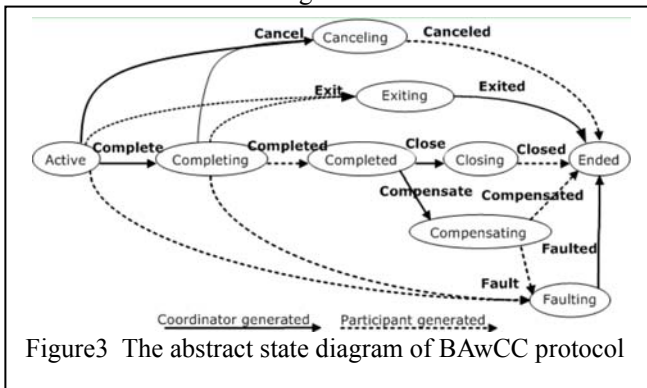 Cancel
Canceling
Canceled
Exit
Exiting
Exited
Active
Complete
Completing
Completed
Completed
Close
Closing
Closed
Ended
Compensate
Compensated
Compensating
Faulted
Fault
Faulting
Coordinator generated
Participant generated
Figure3 The abstract state diagram of BAwCC protocol